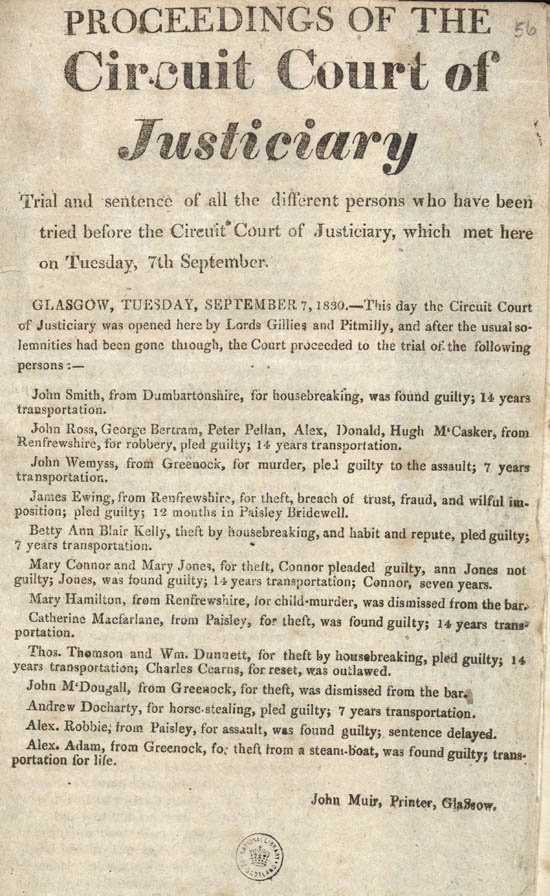 56
PROCEEDINGS OF THE
Circuit Court of
Justiciary
Trial and sentence of all the different persons who have been
tried before the Circuit Court of Justiciary, which met here
on Tuesday, 7th September.
GLASGOW, TUESDAY, SEPTEMBER 7, 1830.—This day the Circuit Court
of Justiciary was opened here by Lords Gillies and Pitmilly, and after the usual so-
lemnities had been gone through, the Court proceeded to the trial of the following
persons:—
John Smith, from Dumbartonshire, for housebreaking, was found guilty; 14 years
transportation.
John Ross, George Bertram, Peter Pellan, Alex, Donald, Hugh M'Casker, from
Renfrewshire, for robbery, pled guilty; 14 years transportation.
John Wemyss, from Greenock, for murder, pled guilty to the assault; 7 years
transportation.
James Ewing, from Renfrewshire, for theft, breach of trust, fraud, and wilful im-
position; pled guilty; 12 months in Paisley Bridewell.
Betty Ann Blair Kelly, theft by housebreaking, and habit and repute, pled guilty;
7 years transportation.
Mary Connor and Mary Jones, for theft, Connor pleaded guilty, ann Jones not
guilty; Jones, was found guilty; 14 years transportation; Connor, seven years.
Mary Hamilton, from Renfrewshire, for child-murder, was dismissed from the bar.
Catherine Macfarlane, from Paisley, for theft, was found guilty; 14 years trans-
portation.
Thos. Thomson and Wm. Dunnett, for theft by housebreaking, pled guilty; 14
years transportation; Charles Cearns, for reset, was outlawed.
John M'Dougall, from Greenock, for theft, was dismissed from the bar.
Andrew Docharty, for horse-stealing, pled guilty; 7 years transportation.
Alex. Robbie, from Paisley, for assault, was found guilty; sentence delayed.
Alex. Adam, from Greenock, for theft from a steam-boat, was found guilty; trans-
portation for life.
John Muir, Printer, Glasgow.
NATIONAL LIBRARY OF SCOTLAND